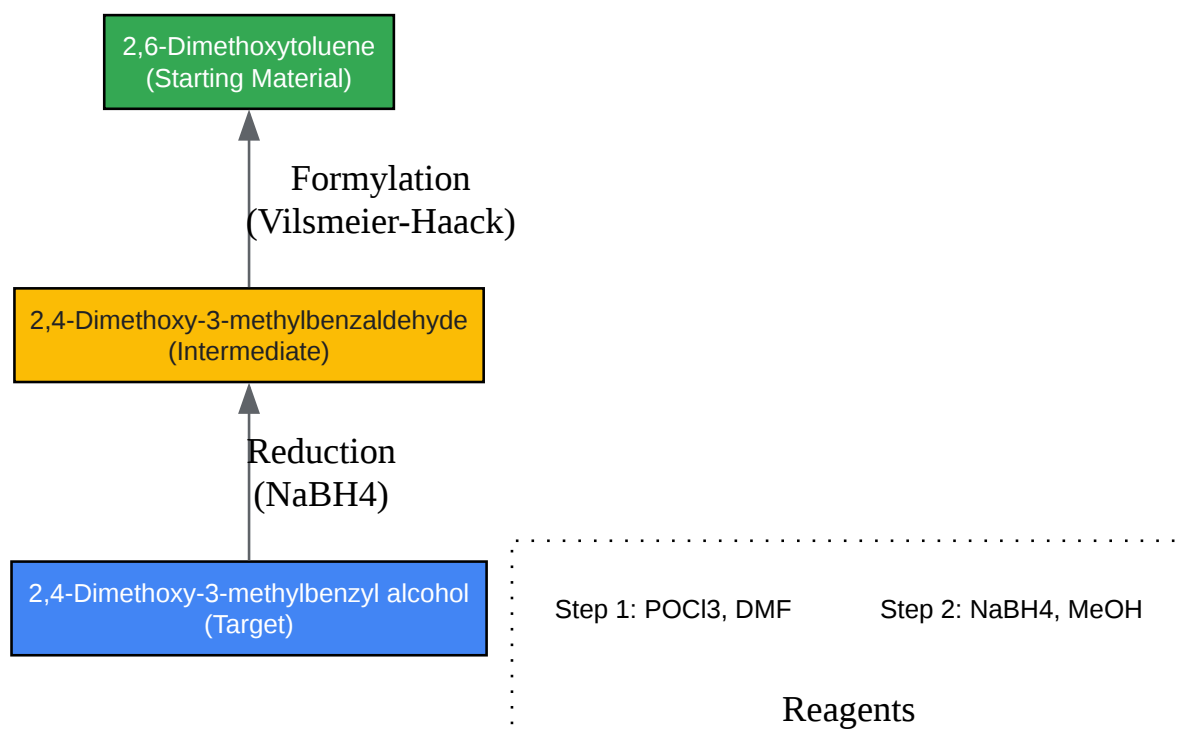 2,6-Dimethoxytoluene
(Starting Material)
Formylation
(Vilsmeier-Haack)
2,4-Dimethoxy-3-methylbenzaldehyde
(Intermediate)
Reduction
(NaBH4)
2,4-Dimethoxy-3-methylbenzyl alcohol
(Target)
Step 1: POCl3, DMF
Step 2: NaBH4, MeOH
Reagents